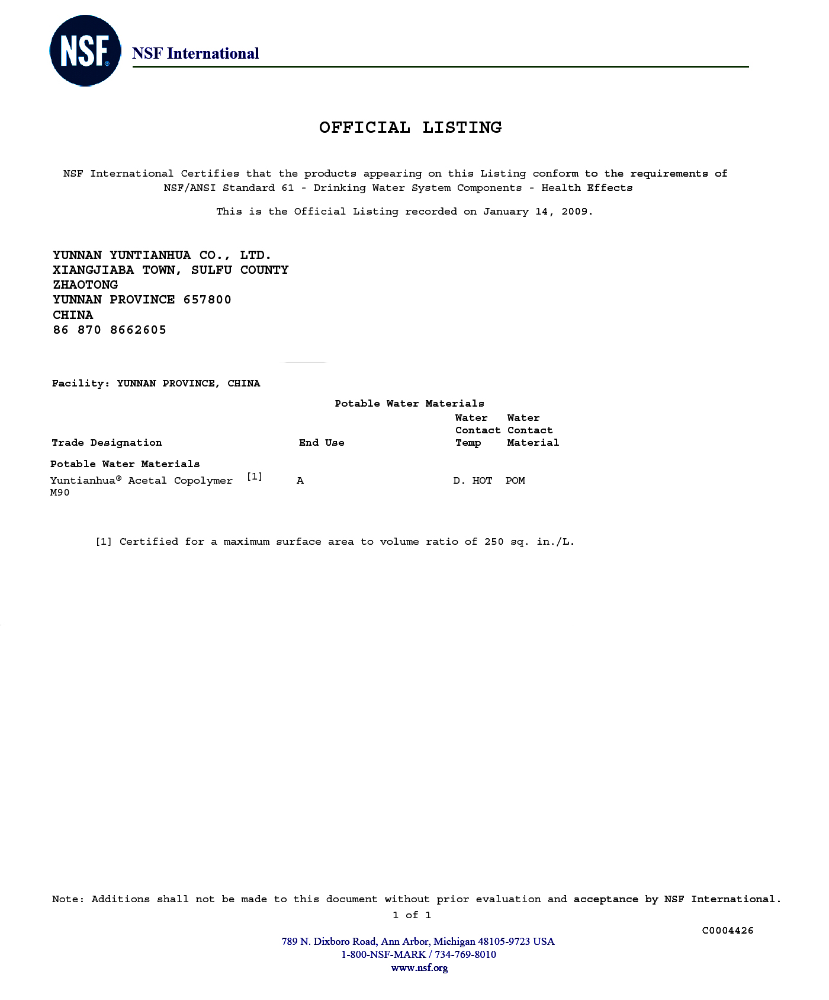 NSF®
NSF International
OFFICIAL LISTING
NSF International Certifies that the products appearing on this Listing conform to the requirements of
NSF/ANSI Standard 61 - Drinking Water System Components - Health Effects
This is the Official Listing recorded on January 14, 2009.
YUNNAN YUNTIANHUA CO., LTD.
XIANGJIABA TOWN, SULFU COUNTY
ZHAOTONG
YUNNAN PROVINCE 657800
CHINA
86 870 8662605
Facility: YUNNAN PROVINCE, CHINA
Potable Water Materials
Water Water
Contact Contact
Trade Designation End Use Temp Material
Potable Water Materials
Yuntianhua® Acetal Copolymer [1] A D. HOT POM
M90
[1] Certified for a maximum surface area to volume ratio of 250 sq. in./L.
Note: Additions shall not be made to this document without prior evaluation and acceptance by NSF International.
1 of 1
C0004426
789 N. Dixboro Road, Ann Arbor, Michigan 48105-9723 USA
1-800-NSF-MARK / 734-769-8010
www.nsf.org